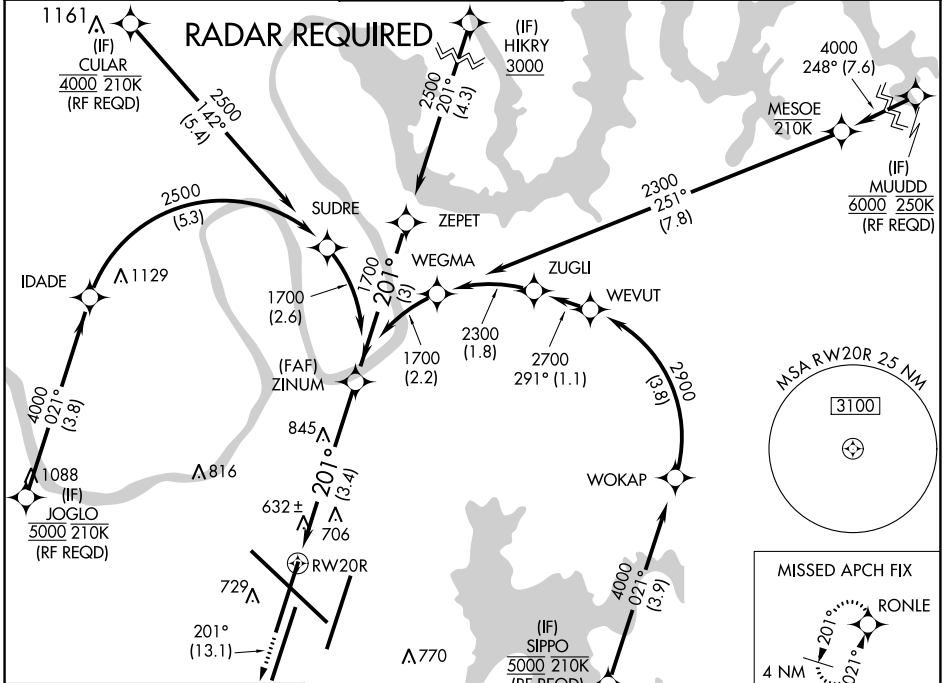 1161
RADAR REQUIRED
(IF)
CULAR
4000 210K
(RF REQD)
(IF)
HIKRY
3000
2500
201°
(4.3)
4000
248° (7.6)
MESOE
210K
(IF)
MUUDD
6000 250K
(RF REQD)
2500
142°
(5.4)
2500
(5.3)
SUDRE
ZEPET
2300
251°
(7.8)
IDADE
1129
WEGMA
ZUGLI
WEVUT
1700
(2.6)
1700
201°
(3)
2300
(1.8)
1700
(2.2)
2700
291° (1.1)
(FAF)
ZINUM
2900
(3.8)
MSA RW20R 25 NM
3100
4000
021°
(3.8)
845
201°
(3.4)
1088
816
(IF)
JOGLO
5000 210K
(RF REQD)
WOKAP
632 ±
706
RW20R
729
201°
(13.1)
770
4000
021°
(3.9)
(IF)
SIPPO
5000 210K
(RF REQD)
MISSED APCH FIX
RONLE
201°
021°
4 NM